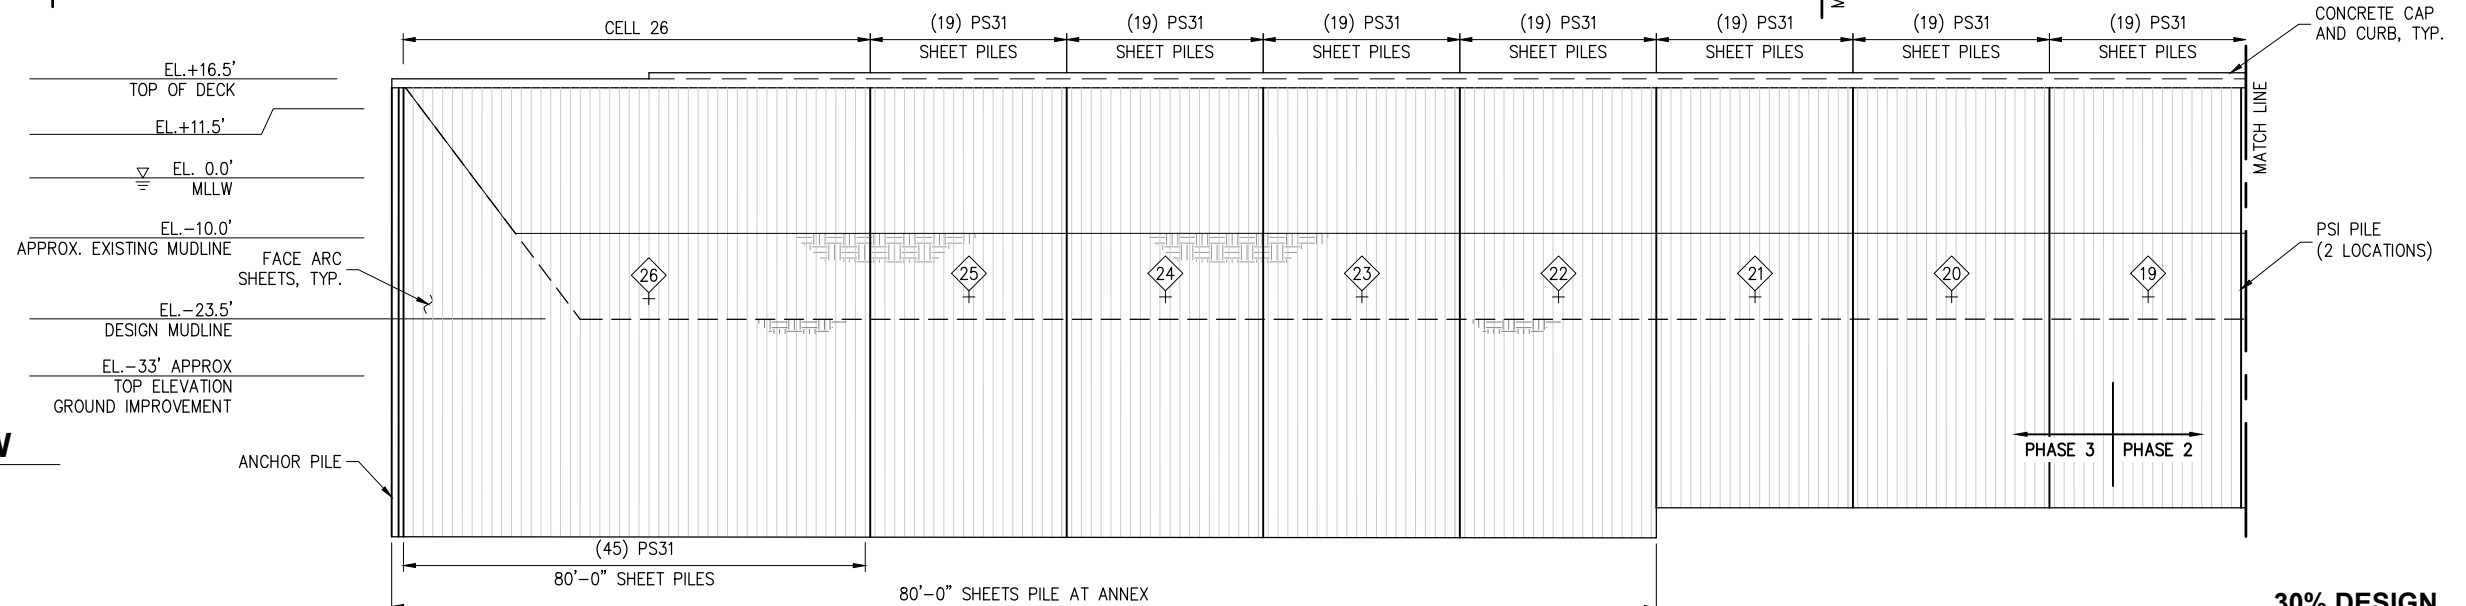 CELL 26
(19) PS31
SHEET PILES
(19) PS31
SHEET PILES
(19) PS31
SHEET PILES
(19) PS31
SHEET PILES
(19) PS31
SHEET PILES
(19) PS31
SHEET PILES
(19) PS31
SHEET PILES
CONCRETE CAP
AND CURB, TYP.
EL.+16.5'
TOP OF DECK
EL.+11.5'
EL. 0.0'
MLLW
EL.-10.0'
APPROX. EXISTING MUDLINE
FACE ARC
SHEETS, TYP.
EL.-23.5'
DESIGN MUDLINE
EL.-33' APPROX
TOP ELEVATION
GROUND IMPROVEMENT
ANCHOR PILE
26
25
24
23
22
21
20
19
MATCH LINE
PSI PILE
(2 LOCATIONS)
PHASE 3
PHASE 2
(45) PS31
80'-0" SHEET PILES
80'-0" SHEETS PILE AT ANNEX
30% DESIGN